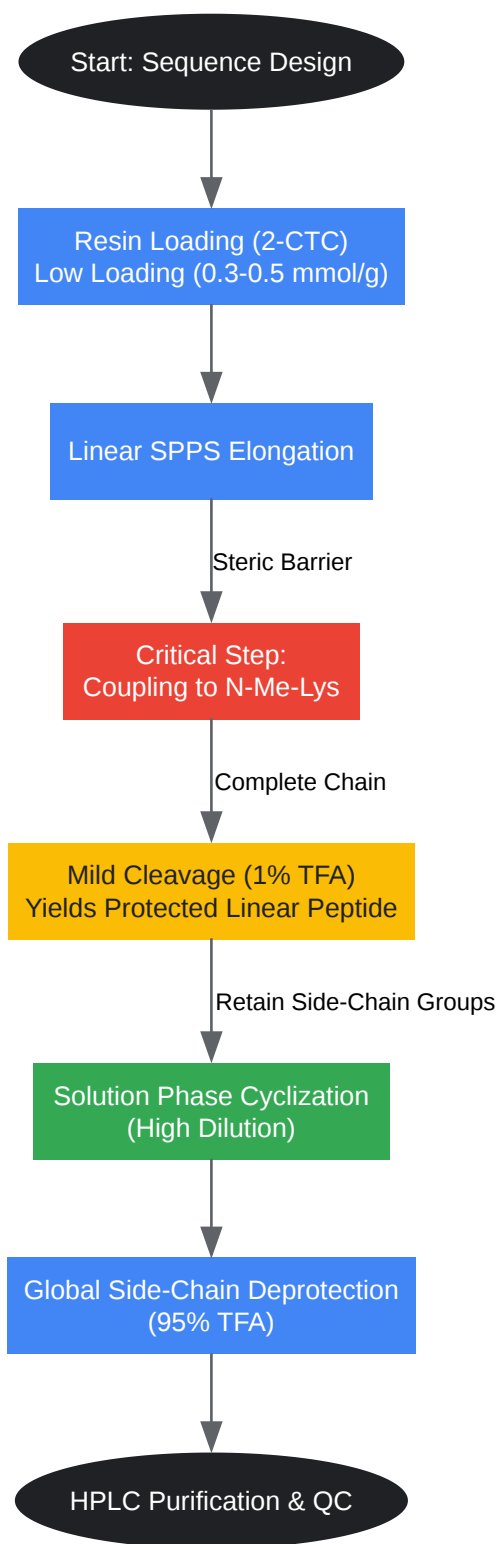 Start: Sequence Design
Resin Loading (2-CTC)
Low Loading (0.3-0.5 mmol/g)
Linear SPPS Elongation
Steric Barrier
Critical Step:
Coupling to N-Me-Lys
Complete Chain
Mild Cleavage (1% TFA)
Yields Protected Linear Peptide
Retain Side-Chain Groups
Solution Phase Cyclization
(High Dilution)
Global Side-Chain Deprotection
(95% TFA)
HPLC Purification & QC